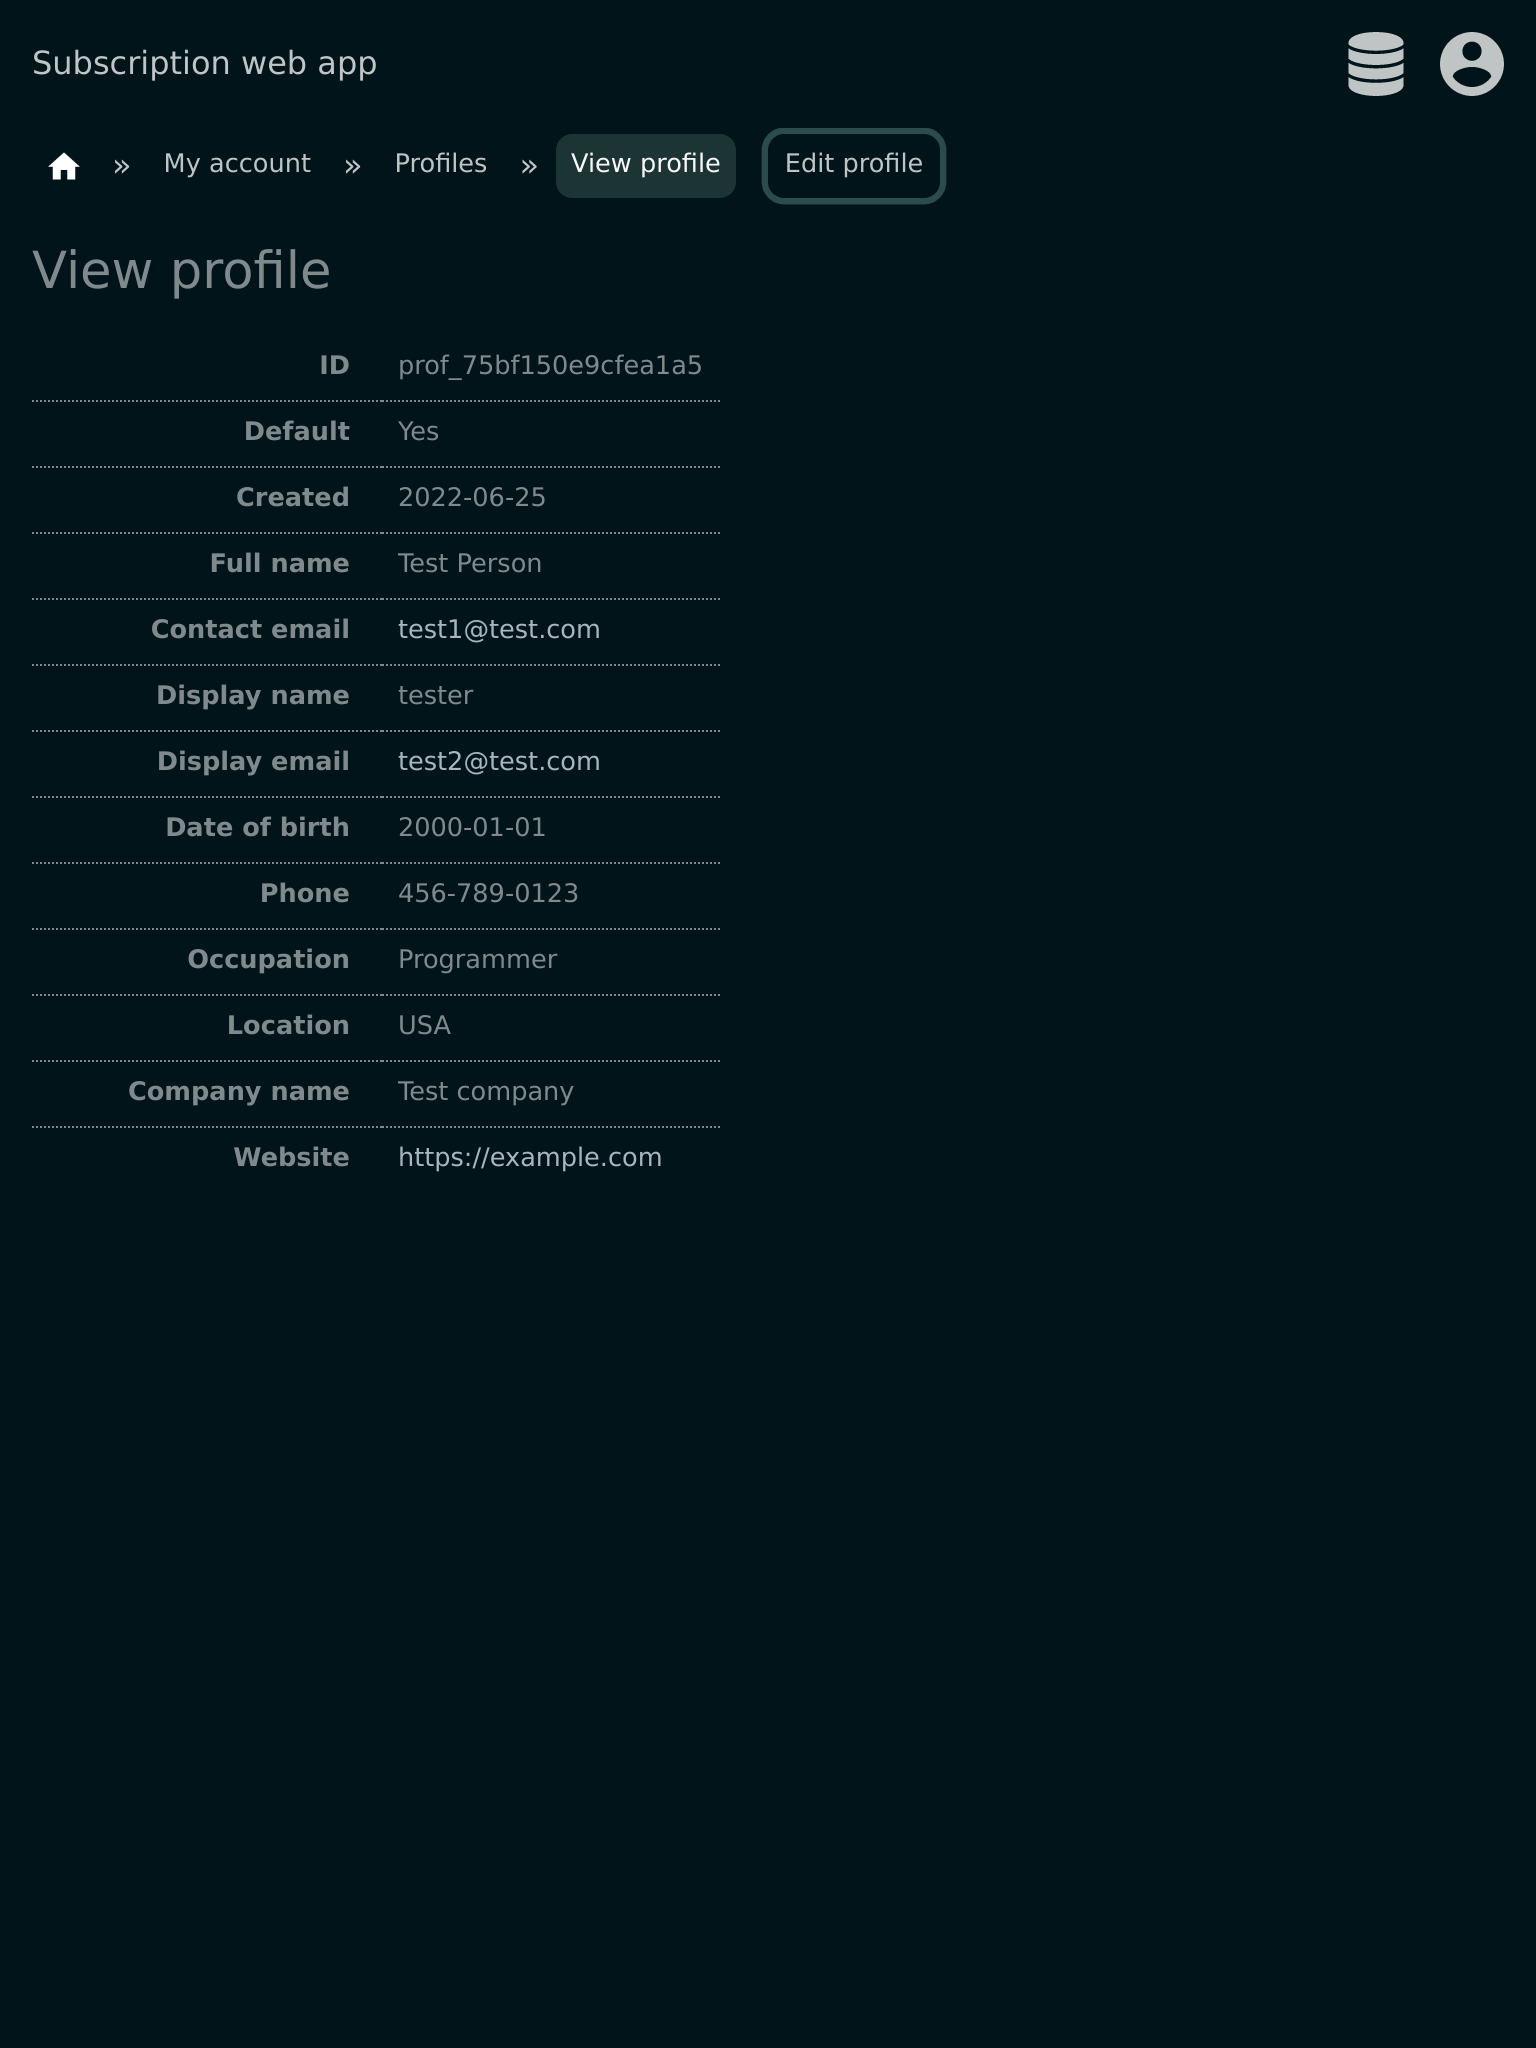 Subscription web app
» My account » Profiles » View profile Edit profile
View profile
ID prof_75bf150e9cfea1a5
Default Yes
Created 2022-06-25
Full name Test Person
Contact email test1@test.com
Display name tester
Display email test2@test.com
Date of birth 2000-01-01
Phone 456-789-0123
Occupation Programmer
Location USA
Company name Test company
Website https://example.com